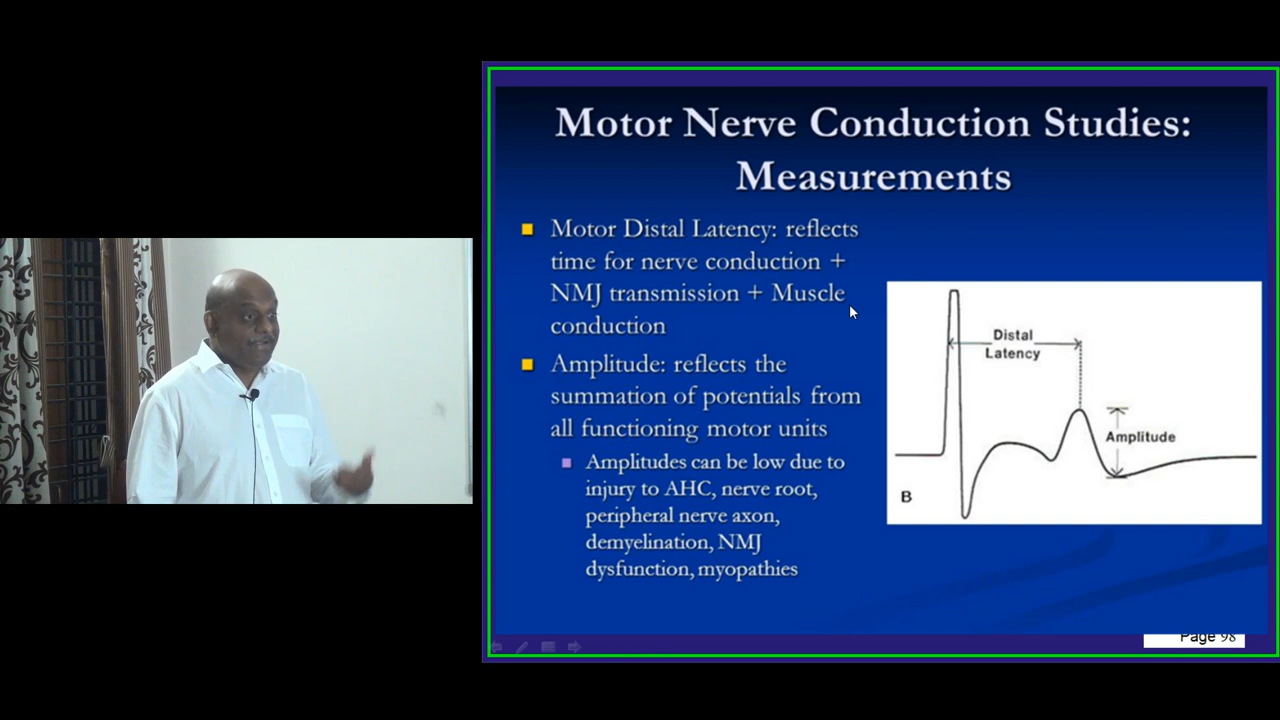 Motor Nerve Conduction Studies:
Measurements
Motor Distal Latency: reflects
time for nerve conduction +
NMJ transmission + Muscle
conduction
Amplitude: reflects the
summation of potentials from
all functioning motor units
Amplitudes can be low due to
injury to AHC, nerve root,
peripheral nerve axon,
demyelination, NMJ
dysfunction, myopathies
Distal
Latency
Amplitude
B
Page 98